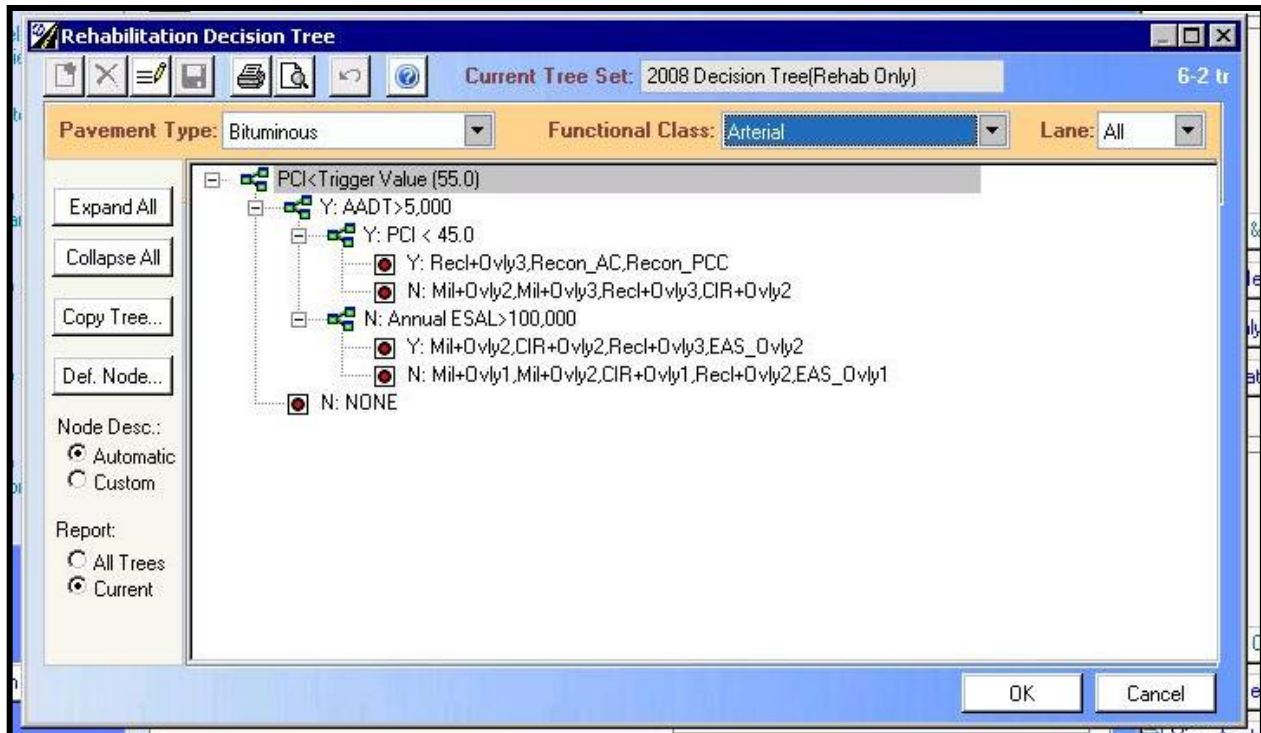 Rehabilitation Decision Tree
Current Tree Set: 2008 Decision Tree(Rehab Only)
6-2 tr
Pavement Type: Bituminous Functional Class: Arterial Lane: All
Expand All
Collapse All
Copy Tree...
Def. Node...
Node Desc.:
Automatic
Custom
Report:
All Trees
Current
PCI<Trigger Value (55.0)
Y: AADT>5,000
Y: PCI < 45.0
Y: Recl+Ovly3,Recon_AC,Recon_PCC
N: Mil+Ovly2,Mil+Ovly3,Recl+Ovly3,CIR+Ovly2
N: Annual ESAL>100,000
Y: Mil+Ovly2,CIR+Ovly2,Recl+Ovly3,EAS_Ovly2
N: Mil+Ovly1,Mil+Ovly2,CIR+Ovly1,Recl+Ovly2,EAS_Ovly1
N: NONE
OK Cancel